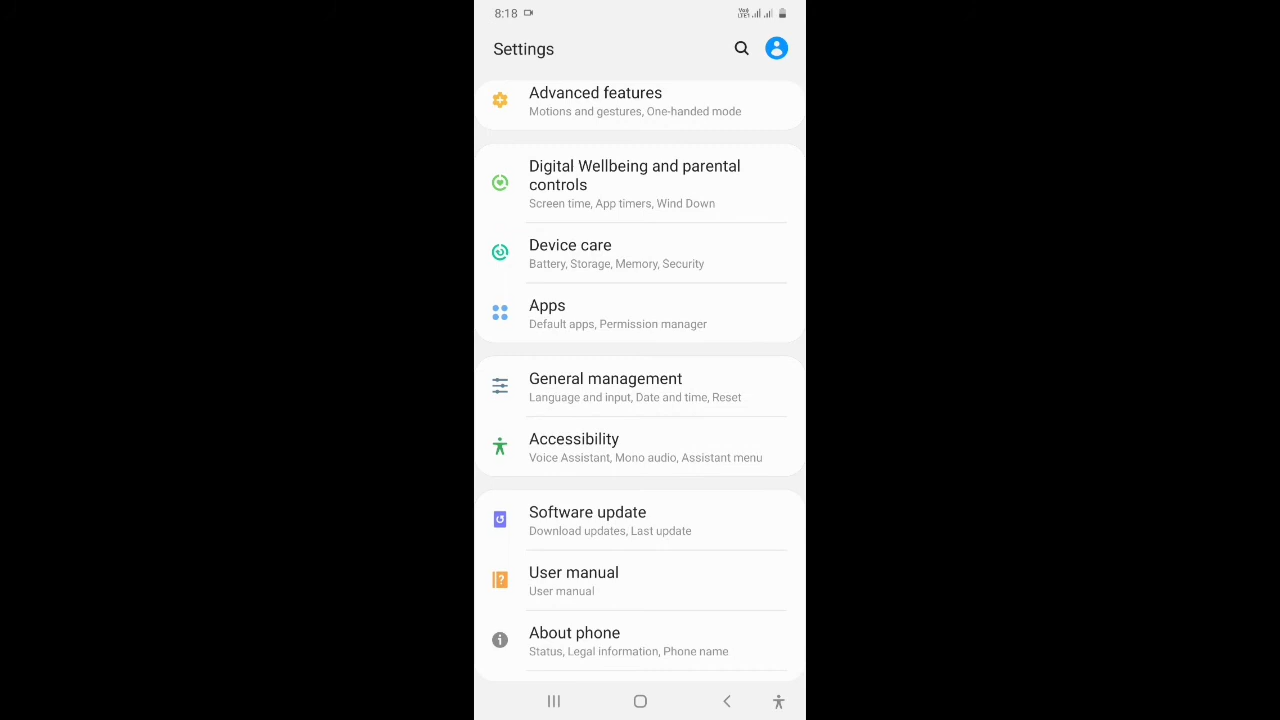 8:18
Settings
Advanced features
Motions and gestures, One-handed mode
Digital Wellbeing and parental
controls
Screen time, App timers, Wind Down
Device care
Battery, Storage, Memory, Security
Apps
Default apps, Permission manager
General management
Language and input, Date and time, Reset
Accessibility
Voice Assistant, Mono audio, Assistant menu
Software update
Download updates, Last update
User manual
User manual
About phone
Status, Legal information, Phone name